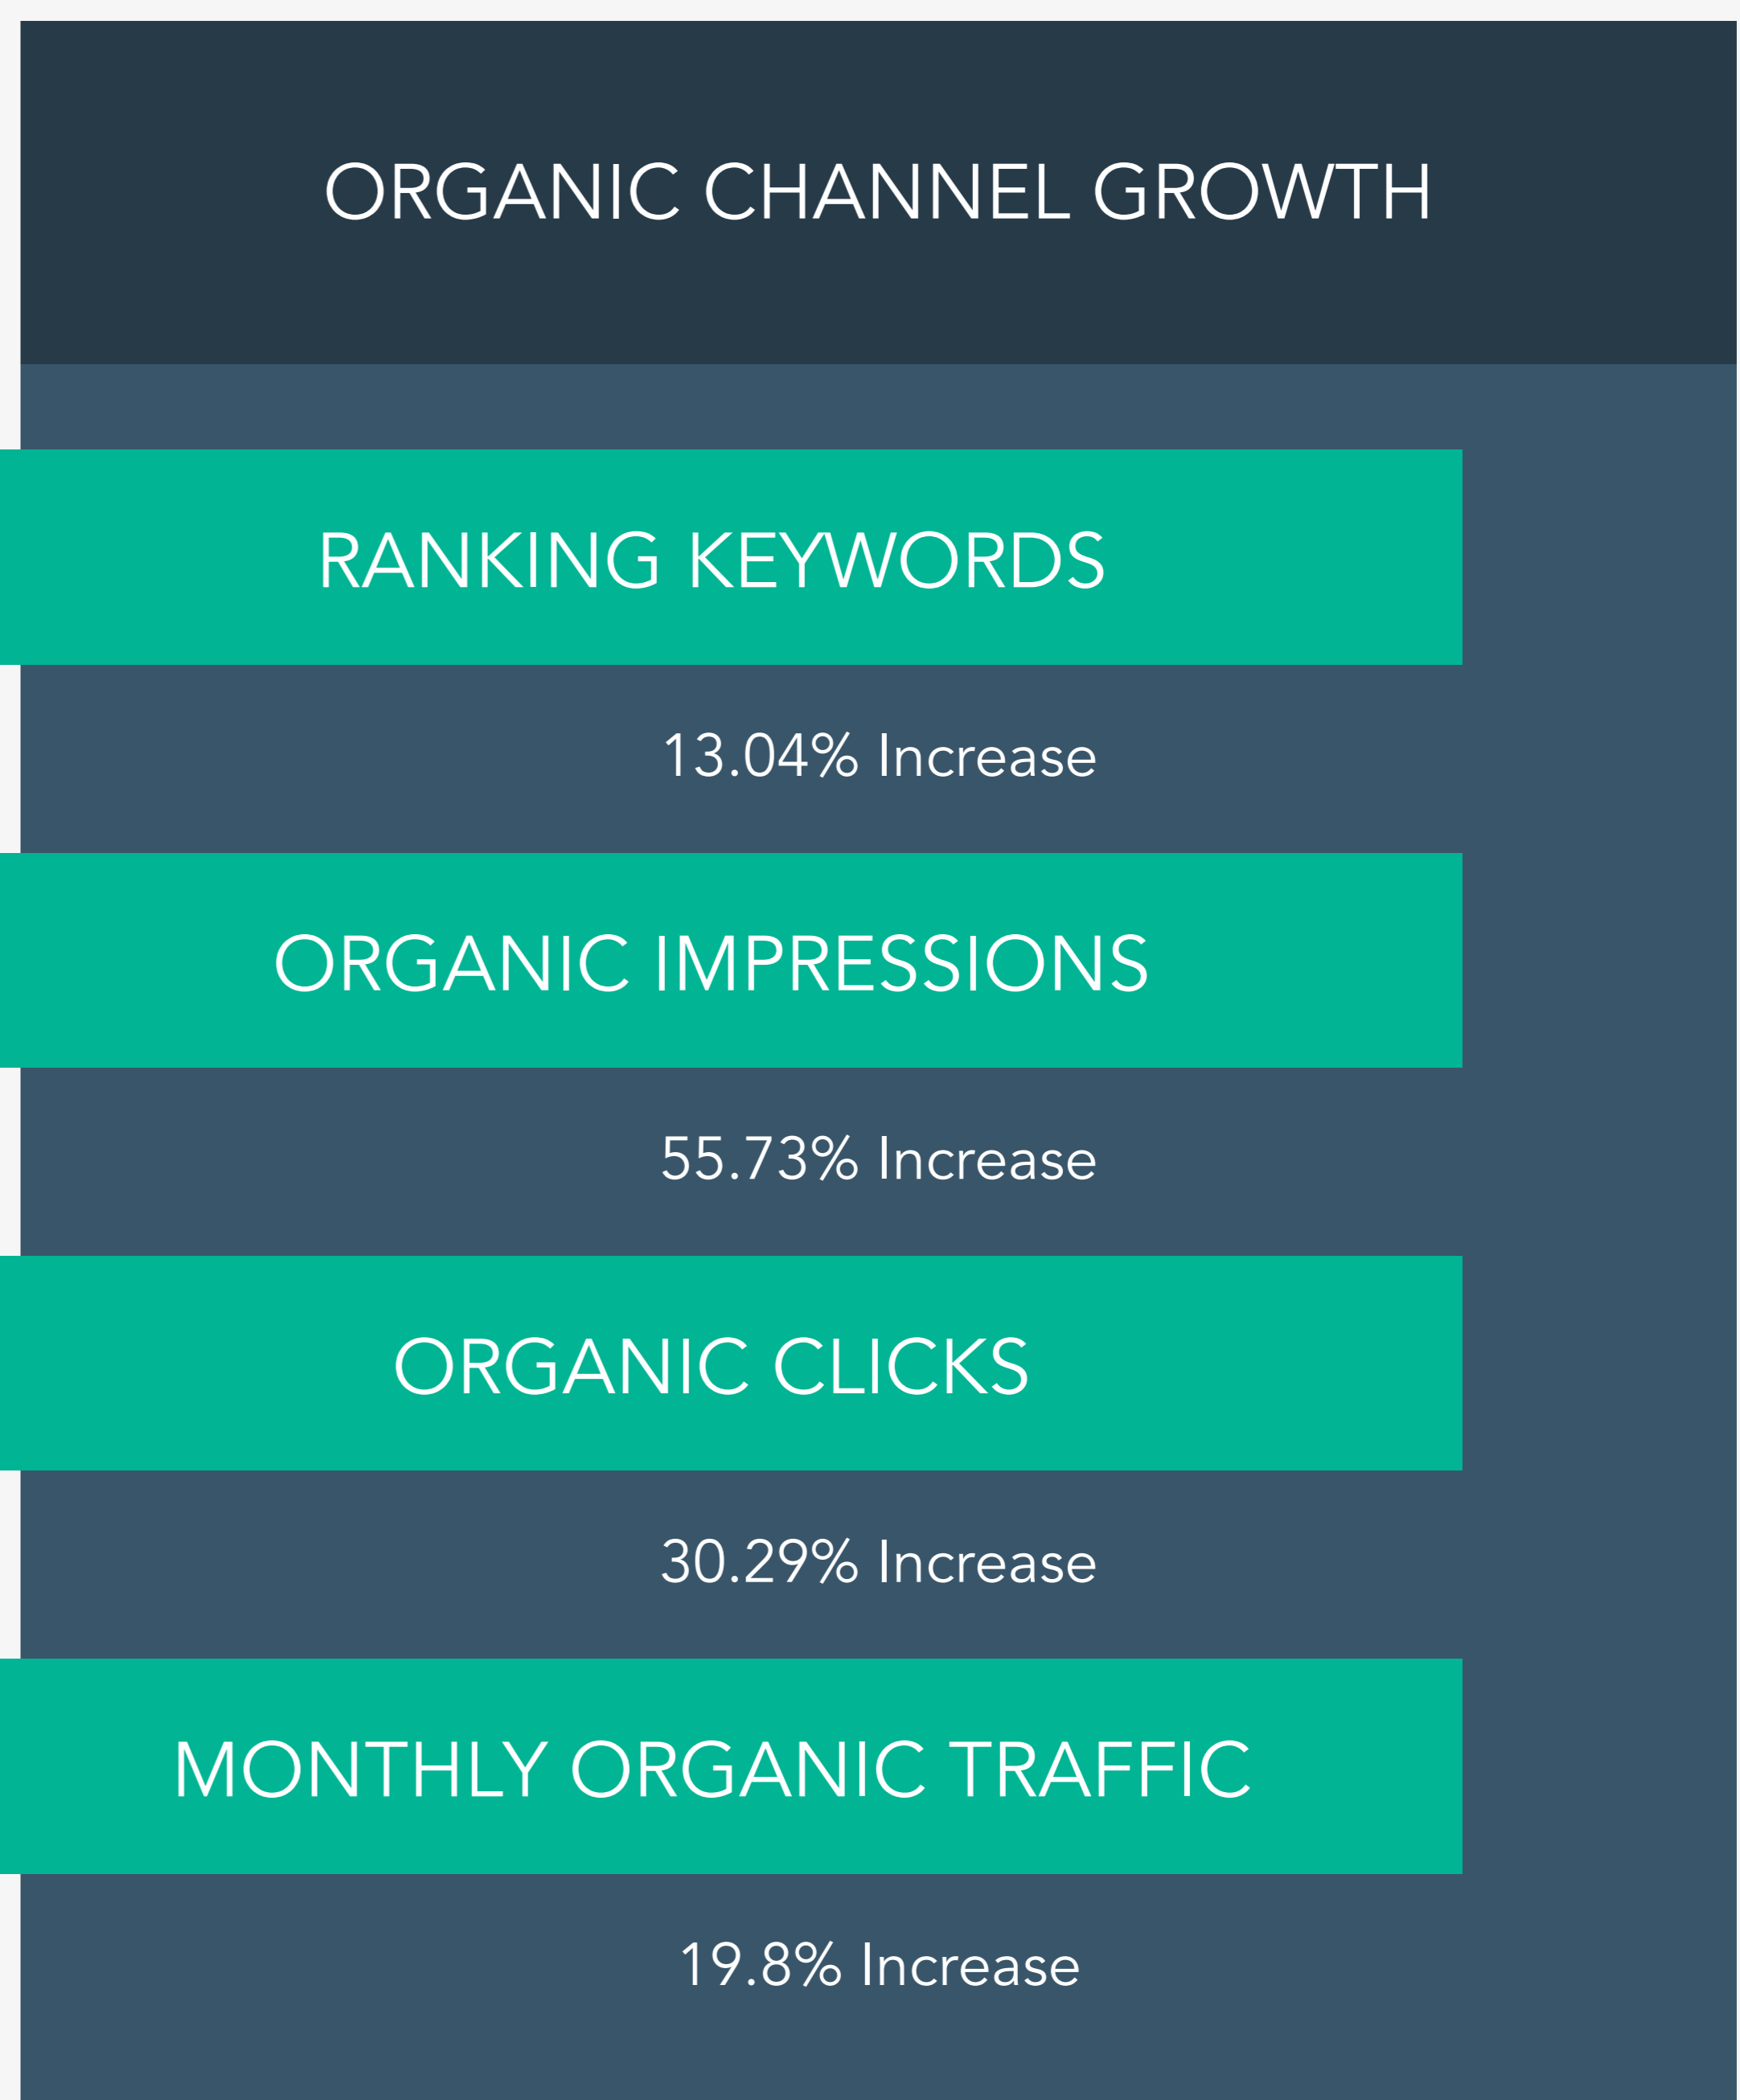 ORGANIC CHANNEL GROWTH
RANKING KEYWORDS
13.04% Increase
ORGANIC IMPRESSIONS
55.73% Increase
ORGANIC CLICKS
30.29% Increase
MONTHLY ORGANIC TRAFFIC
19.8% Increase